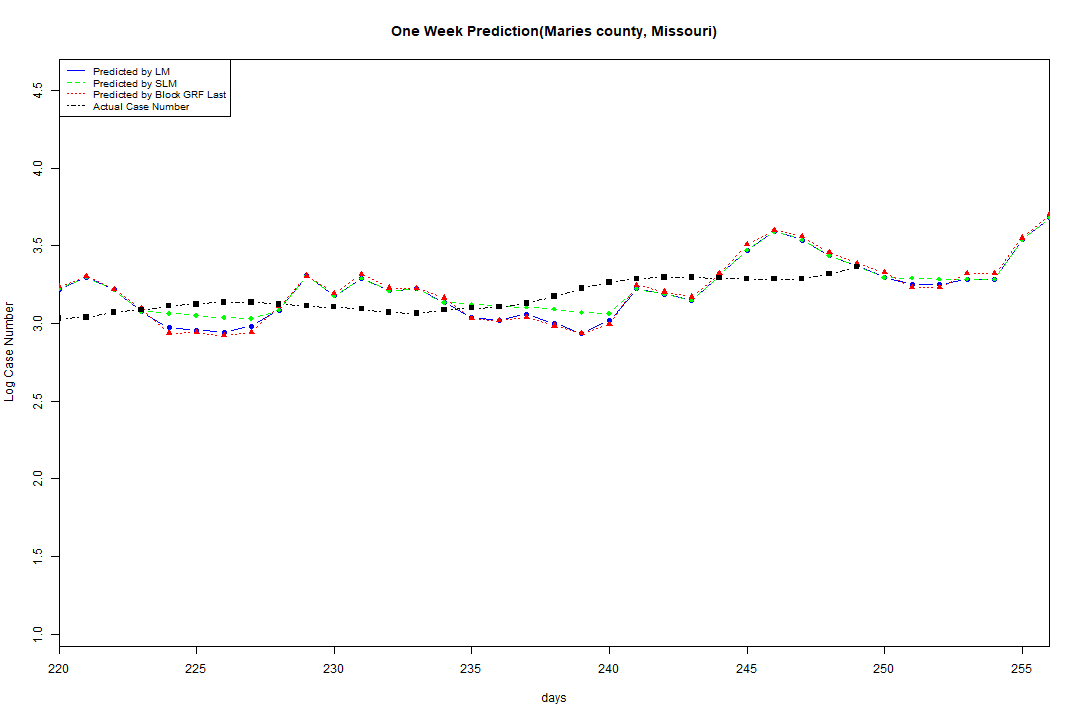 One Week Prediction(Maries county, Missouri)
Predicted by LM
Predicted by SLM
Predicted by Block GRF Last
Actual Case Number
4.5
4.0
3.5
3.0
2.5
2.0
1.5
1.0
Log Case Number
220 225 230 235 240 245 250 255
days